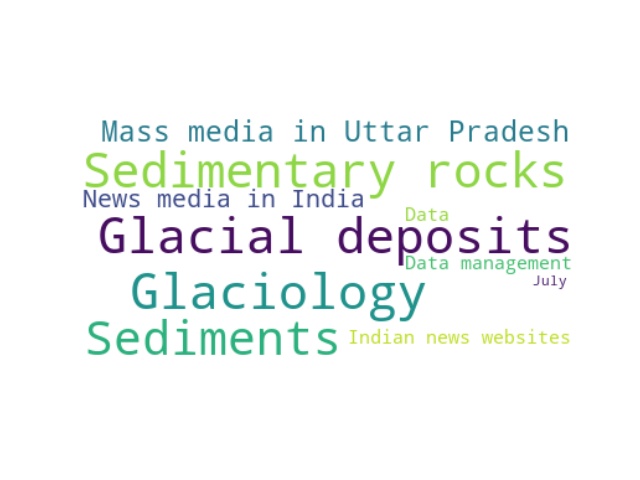 Mass media in Uttar Pradesh
Sedimentary rocks
News media in India
Data
Glacial deposits
Data management
Glaciology
July
Sediments
Indian news websites